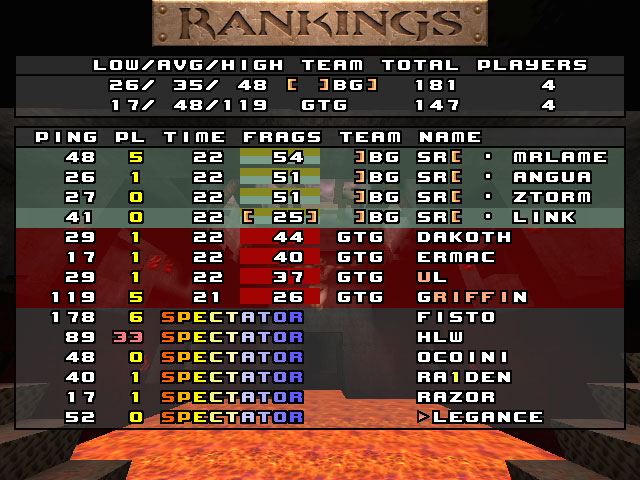 RANKINGS
LOW/AVG/HIGH TEAM TOTAL PLAYERS
26/ 35/ 48 [ ]BG] 181 4
17/ 48/119 GTG 147 4
PING PL TIME FRAGS TEAM NAME
48 5 22 54 ]BG SR[ · MRLAME
26 1 22 51 ]BG SR[ · ANGUA
27 0 22 51 ]BG SR[ · ZTORM
41 0 22 [ 25] ]BG SR[ · LINK
29 1 22 44 GTG DAKOTH
17 1 22 40 GTG ERMAC
29 1 22 37 GTG UL
119 5 21 26 GTG GRIFFIN
178 6 SPECTATOR FISTO
89 33 SPECTATOR HLW
48 0 SPECTATOR OCOINI
40 1 SPECTATOR RA1DEN
17 1 SPECTATOR RAZOR
52 0 SPECTATOR >LEGANCE